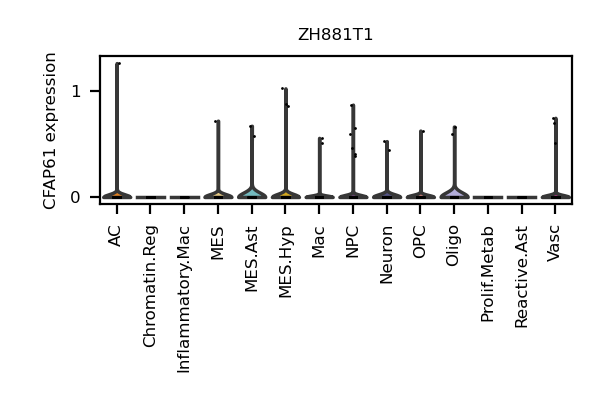 ZH881T1
CFAP61 expression
1
0
AC
Chromatin.Reg
Inflammatory.Mac
MES
MES.Ast
MES.Hyp
Mac
NPC
Neuron
OPC
Oligo
Prolif.Metab
Reactive.Ast
Vasc